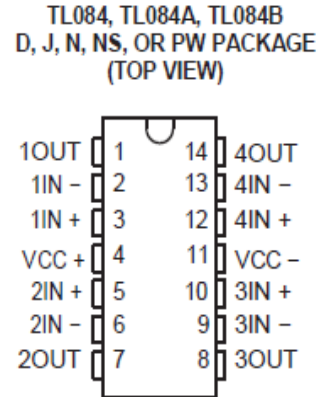 TL084, TL084A, TL084B
D, J, N, NS, OR PW PACKAGE
(TOP VIEW)
1OUT 1 14 4OUT
1IN − 2 13 4IN −
1IN + 3 12 4IN +
VCC + 4 11 VCC −
2IN + 5 10 3IN +
2IN − 6 9 3IN −
2OUT 7 8 3OUT